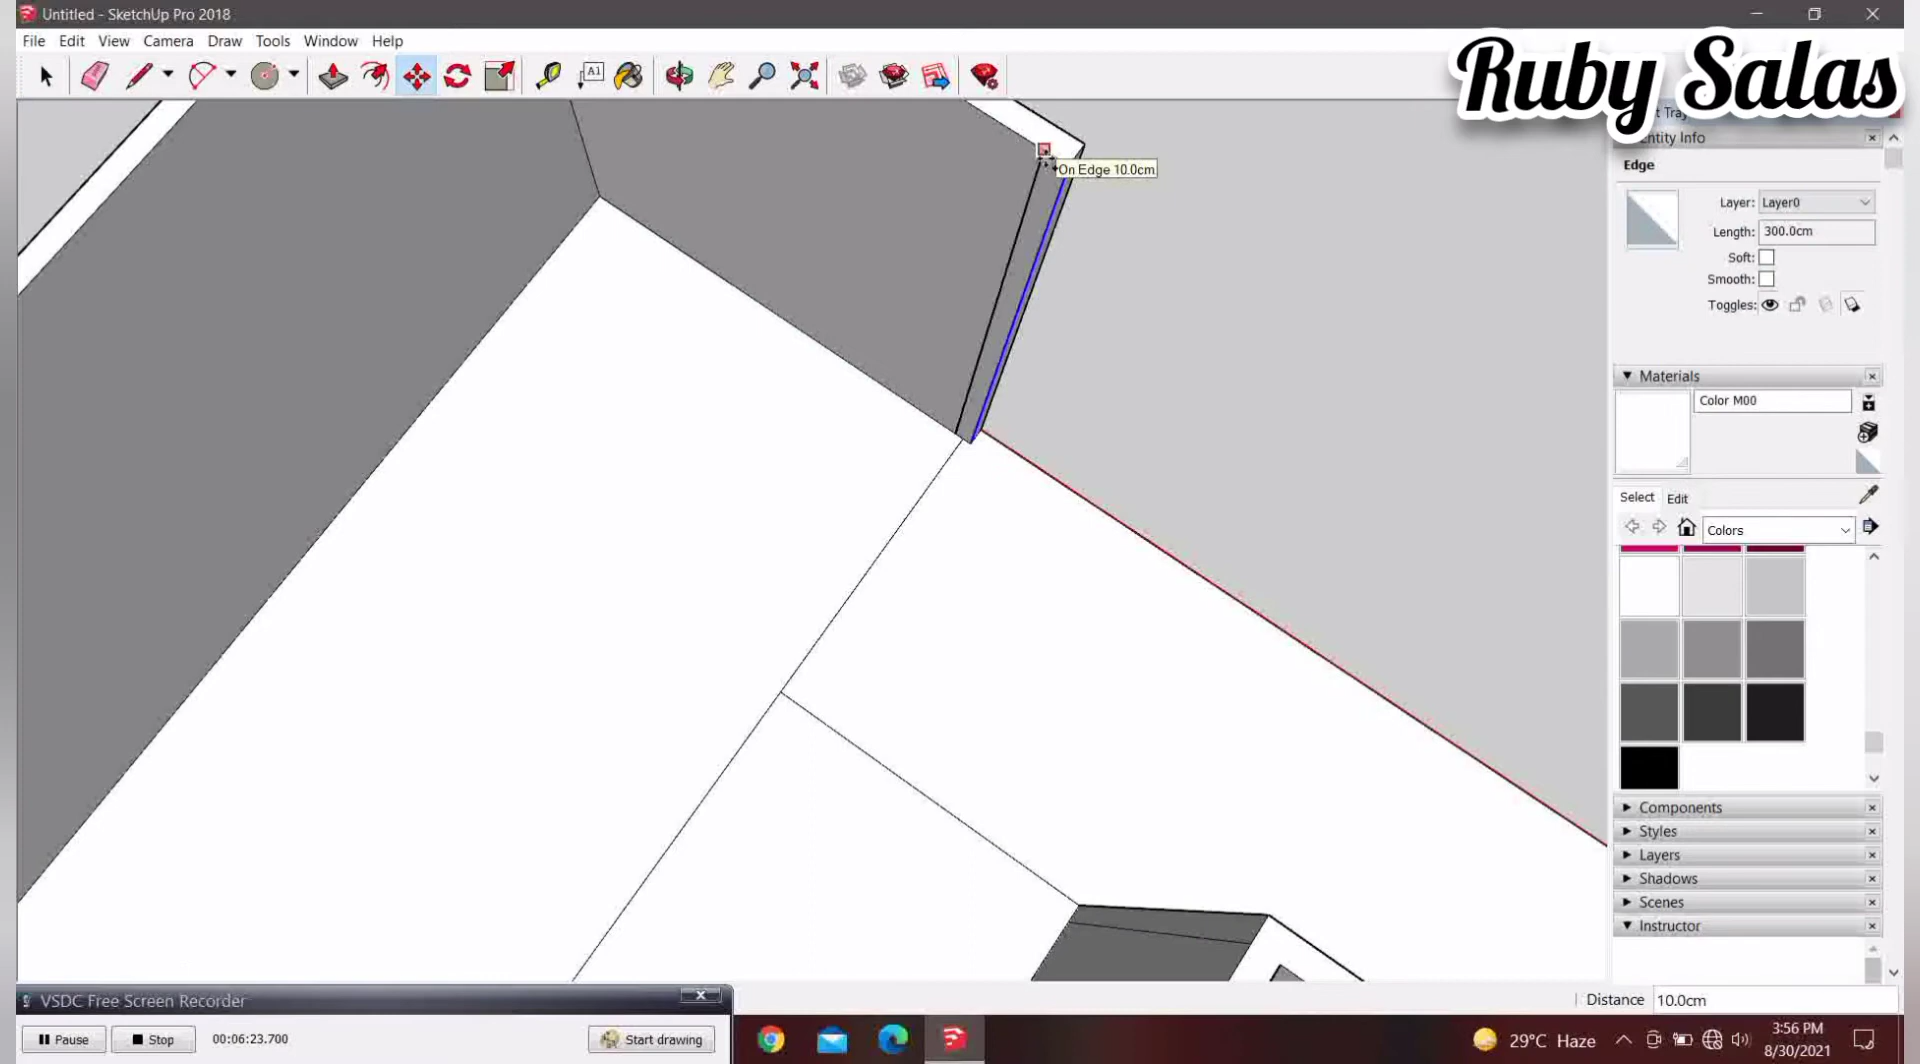 Untitled - SketchUp Pro 2018
File Edit View Camera Draw Tools Window Help
Ruby Salas
A1
t Tray
ntity Info
Edge
Layer: Layer0
Length: 300.0cm
Soft:
Smooth:
Toggles:
On Edge 10.0cm
Materials
Color M00
Select Edit
Colors
Components
Styles
Layers
Shadows
Scenes
Instructor
Distance 10.0cm
VSDC Free Screen Recorder
Pause Stop 00:06:23.700 Start drawing
29°C Haze
3:56 PM
8/30/2021